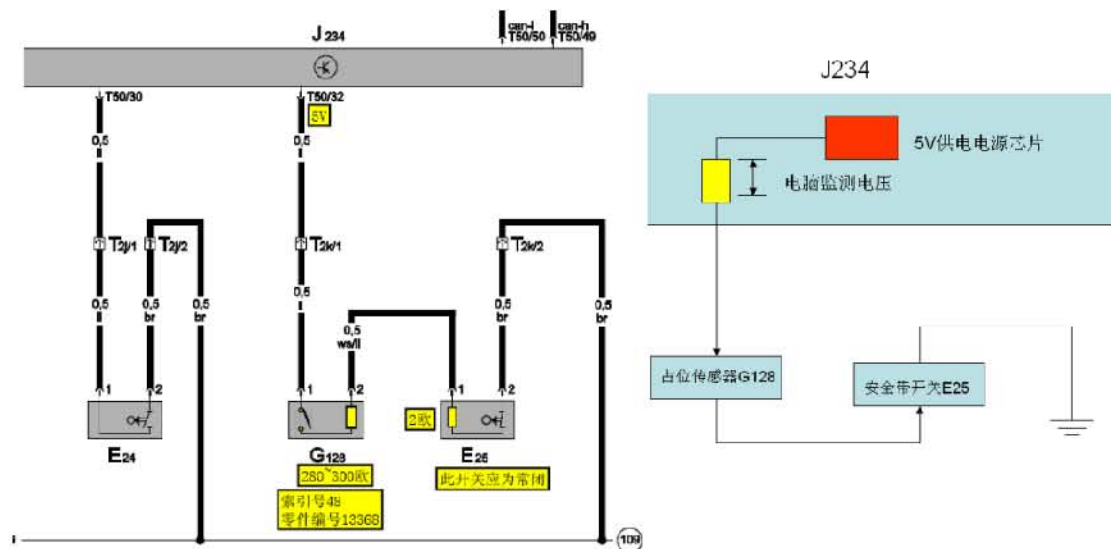 J 234
can-l
T50/50
can-h
T50/49
T50/30
T50/32
5V
0,5
l
0,5
l
T2j/1
T2j/2
T2k/1
T2k/2
0,5
ll
0,5
br
0,5
br
0,5
l
0,5
ws/ll
0,5
br
0,5
br
1
2
1
2
1
2
2欧
E24
G128
E25
280~300欧
此开关应为常闭
索引号48
零件编号13368
109
J234
5V供电电源芯片
电脑监测电压
占位传感器G128
安全带开关E25